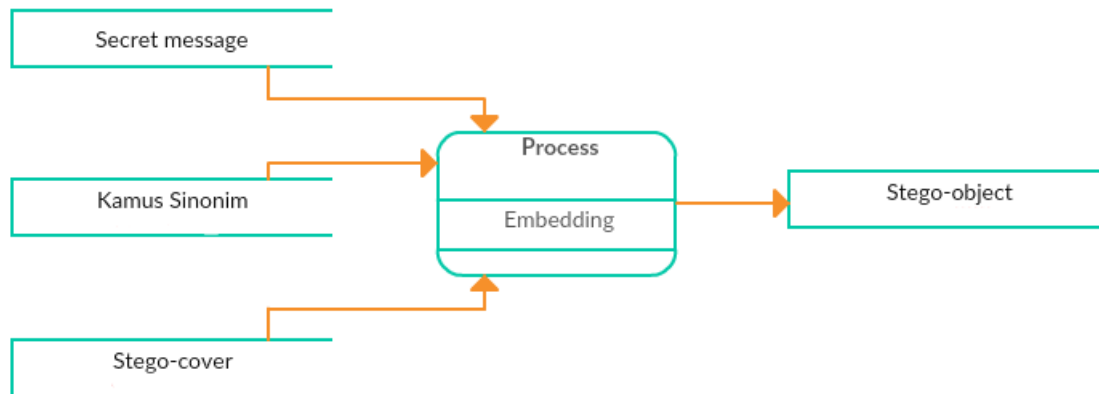 Secret message
Process
Kamus Sinonim
Embedding
Stego-object
Stego-cover